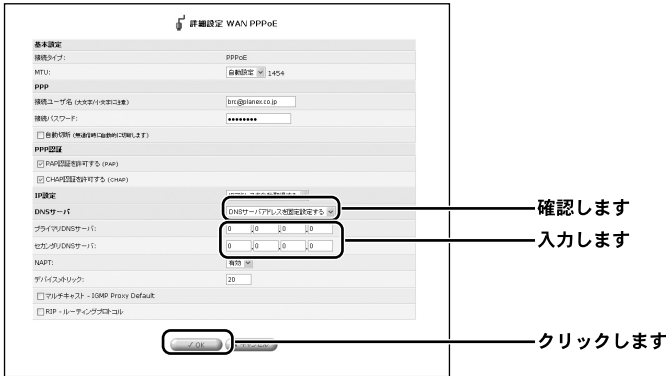 詳細設定 WAN PPPoE
基本設定
接続タイプ: PPPoE
MTU: 自動設定 1454
PPP
接続ユーザ名 (大文字/小文字に注意) brc@planex.co.jp
接続パスワード: ●●●●●●●●
自動切断 (無通信時に自動的に切断します)
PPP認証
PAP認証を許可する (PAP)
CHAP認証を許可する (CHAP)
IP設定
DNSサーバ DNSサーバアドレスを固定設定する 確認します
プライマリDNSサーバ: 0 .0 .0 .0 入力します
セカンダリDNSサーバ: 0 .0 .0 .0
NAPT: 有効
デバイスメトリック: 20
マルチキャスト - IGMP Proxy Default
RIP - ルーティングプロトコル
✓ OK クリックします